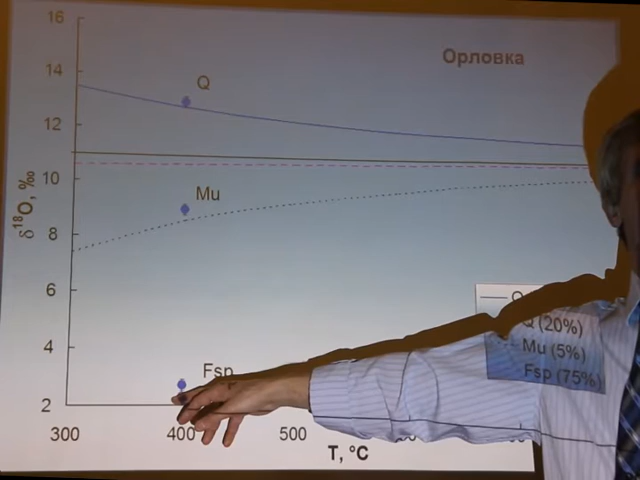 Орловка
16
14
12
10
8
6
4
2
δ¹⁸O, ‰
Q
Mu
Fsp
Q (20%)
Mu (5%)
Fsp (75%)
300
400
500
T, °C